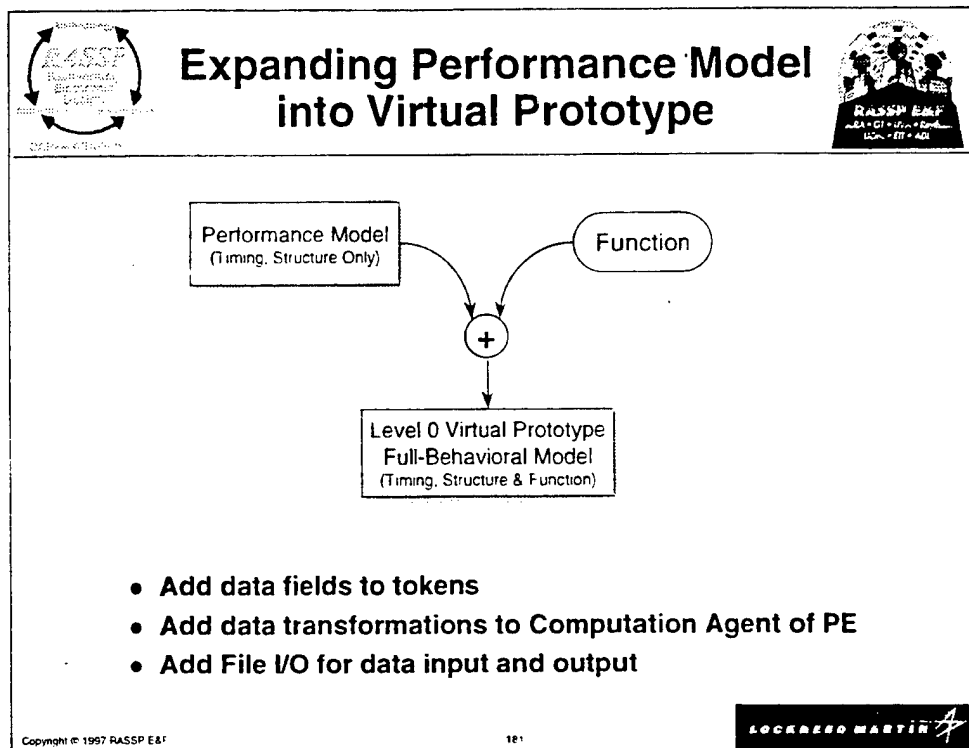 RASSP
Expanding Performance Model
into Virtual Prototype
RASSP E&F
Performance Model
(Timing, Structure Only)
Function
+
Level 0 Virtual Prototype
Full-Behavioral Model
(Timing, Structure & Function)
• Add data fields to tokens
• Add data transformations to Computation Agent of PE
• Add File I/O for data input and output
Copyright © 1997 RASSP E&F
181
LOCKHEED MARTIN